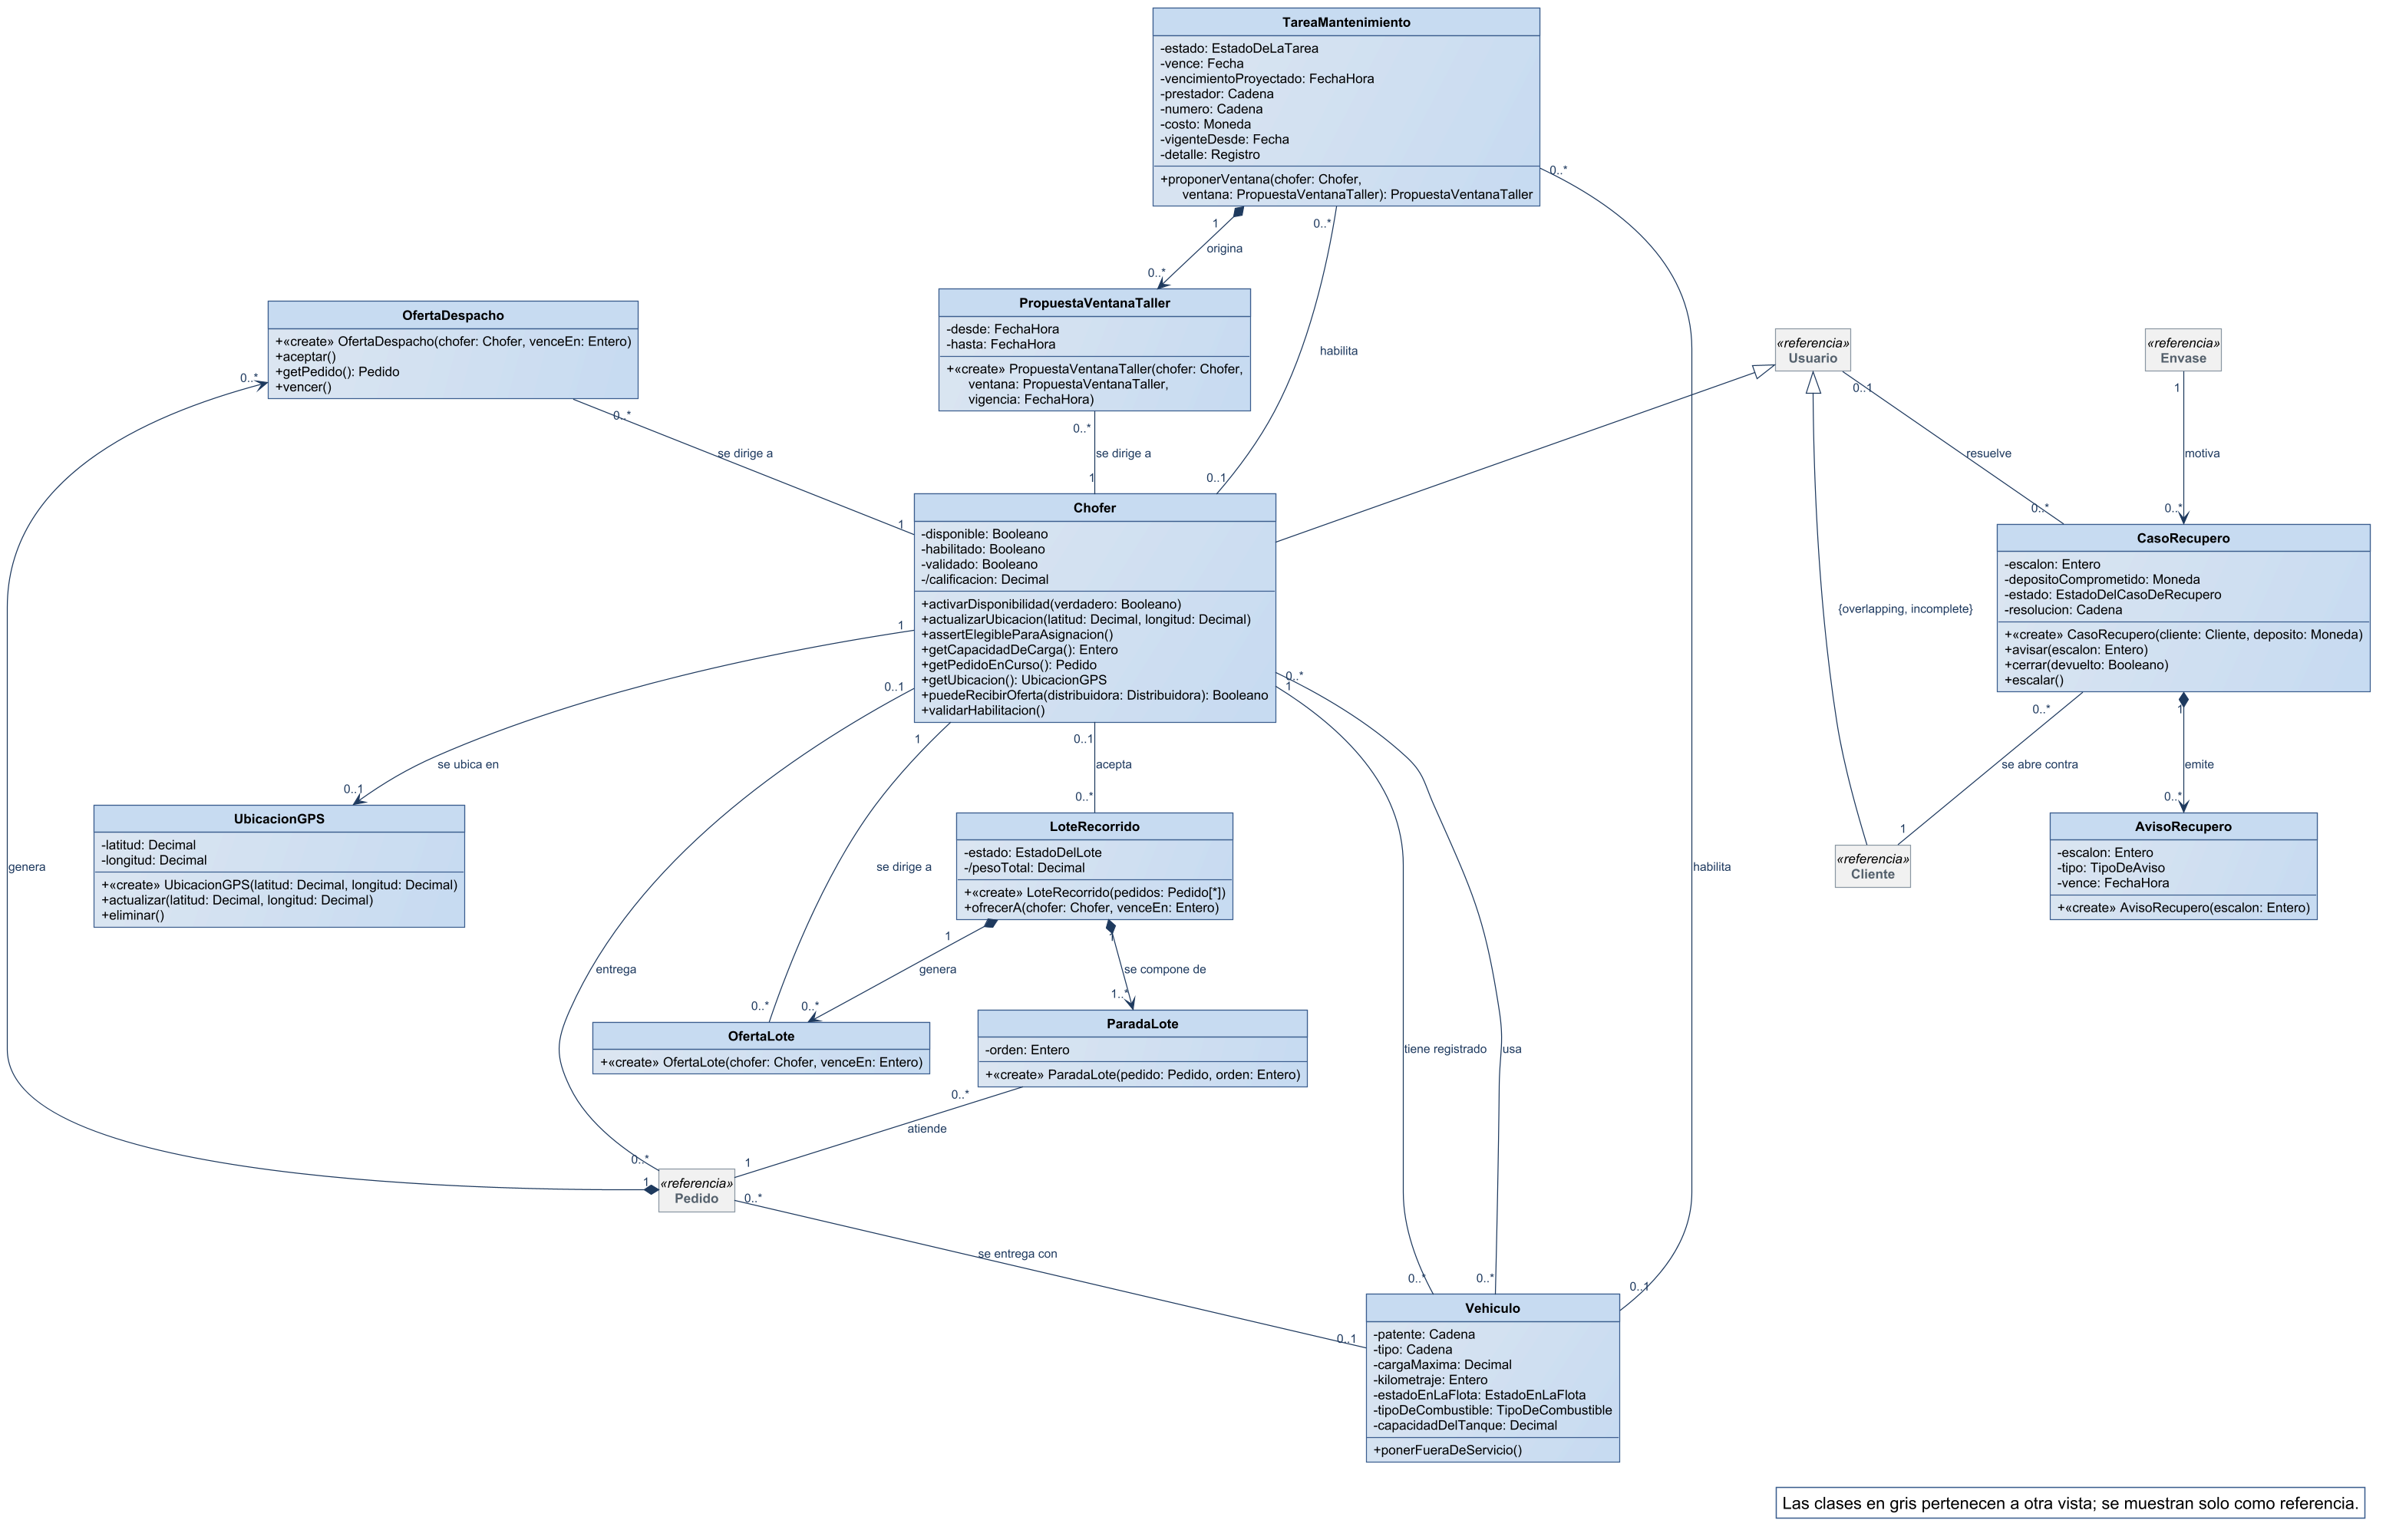 TareaMantenimiento
-estado: EstadoDeLaTarea
-vence: Fecha
-vencimientoProyectado: FechaHora
-prestador: Cadena
-numero: Cadena
-costo: Moneda
-vigenteDesde: Fecha
-detalle: Registro
+proponerVentana(chofer: Chofer,
ventana: PropuestaVentanaTaller): PropuestaVentanaTaller
0..*
1
0..*
origina
0..*
PropuestaVentanaTaller
-desde: FechaHora
-hasta: FechaHora
+«create» PropuestaVentanaTaller(chofer: Chofer,
ventana: PropuestaVentanaTaller,
vigencia: FechaHora)
habilita
OfertaDespacho
+«create» OfertaDespacho(chofer: Chofer, venceEn: Entero)
+aceptar()
+getPedido(): Pedido
+vencer()
0..*
0..*
0..*
se dirige a
se dirige a
1
0..1
1
«referencia»
Usuario
0..1
«referencia»
Envase
1
resuelve
motiva
0..*
0..*
Chofer
-disponible: Booleano
-habilitado: Booleano
-validado: Booleano
-/calificacion: Decimal
+activarDisponibilidad(verdadero: Booleano)
+actualizarUbicacion(latitud: Decimal, longitud: Decimal)
+assertElegibleParaAsignacion()
+getCapacidadDeCarga(): Entero
+getPedidoEnCurso(): Pedido
+getUbicacion(): UbicacionGPS
+puedeRecibirOferta(distribuidora: Distribuidora): Booleano
+validarHabilitacion()
CasoRecupero
-escalon: Entero
-depositoComprometido: Moneda
-estado: EstadoDelCasoDeRecupero
-resolucion: Cadena
+«create» CasoRecupero(cliente: Cliente, deposito: Moneda)
+avisar(escalon: Entero)
+cerrar(devuelto: Booleano)
+escalar()
{overlapping, incomplete}
1
0..1
0..*
1
1
0..1
0..*
1
se ubica en
acepta
se abre contra
emite
0..1
0..*
1
0..*
UbicacionGPS
-latitud: Decimal
-longitud: Decimal
+«create» UbicacionGPS(latitud: Decimal, longitud: Decimal)
+actualizar(latitud: Decimal, longitud: Decimal)
+eliminar()
LoteRecorrido
-estado: EstadoDelLote
-/pesoTotal: Decimal
+«create» LoteRecorrido(pedidos: Pedido[*])
+ofrecerA(chofer: Chofer, venceEn: Entero)
«referencia»
Cliente
AvisoRecupero
-escalon: Entero
-tipo: TipoDeAviso
-vence: FechaHora
+«create» AvisoRecupero(escalon: Entero)
genera
se dirige a
habilita
1
1
entrega
genera
se compone de
0..*
0..*
1..*
OfertaLote
+«create» OfertaLote(chofer: Chofer, venceEn: Entero)
ParadaLote
-orden: Entero
+«create» ParadaLote(pedido: Pedido, orden: Entero)
tiene registrado
usa
0..*
atiende
0..*
1
1
«referencia»
Pedido
0..*
se entrega con
0..1
0..*
0..*
0..1
Vehiculo
-patente: Cadena
-tipo: Cadena
-cargaMaxima: Decimal
-kilometraje: Entero
-estadoEnLaFlota: EstadoEnLaFlota
-tipoDeCombustible: TipoDeCombustible
-capacidadDelTanque: Decimal
+ponerFueraDeServicio()
Las clases en gris pertenecen a otra vista; se muestran solo como referencia.